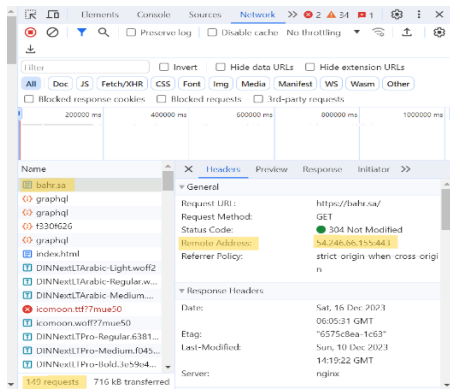 Elements Console Sources Network 2 34 1
Preserve log Disable cache No throttling
Filter Invert Hide data URLs Hide extension URLs
All Doc JS Fetch/XHR CSS Font Img Media Manifest WS Wasm Other
Blocked response cookies Blocked requests 3rd-party requests
200000 ms 400000 ms 600000 ms 800000 ms 1000000 ms
Name
bahr.sa
graphql
graphql
f330f626
graphql
index.html
DINNextLTArabic-Light.woff2
DINNextLTArabic-Regular.w...
DINNextLTArabic-Medium....
icomoon.ttf?7mue50
icomoon.woff?7mue50
DINNextLTPro-Regular.6381...
DINNextLTPro-Medium.f045...
DINNextLTPro-Bold.3e59e4...
149 requests 716 kB transferred
Headers Preview Response Initiator
General
Request URL: https://bahr.sa/
Request Method: GET
Status Code: 304 Not Modified
Remote Address: 54.246.66.155:443
Referrer Policy: strict-origin-when-cross-origi
n
Response Headers
Date: Sat, 16 Dec 2023
06:05:31 GMT
Etag: "6575c8ea-1c63"
Last-Modified: Sun, 10 Dec 2023
14:19:22 GMT
Server: nginx